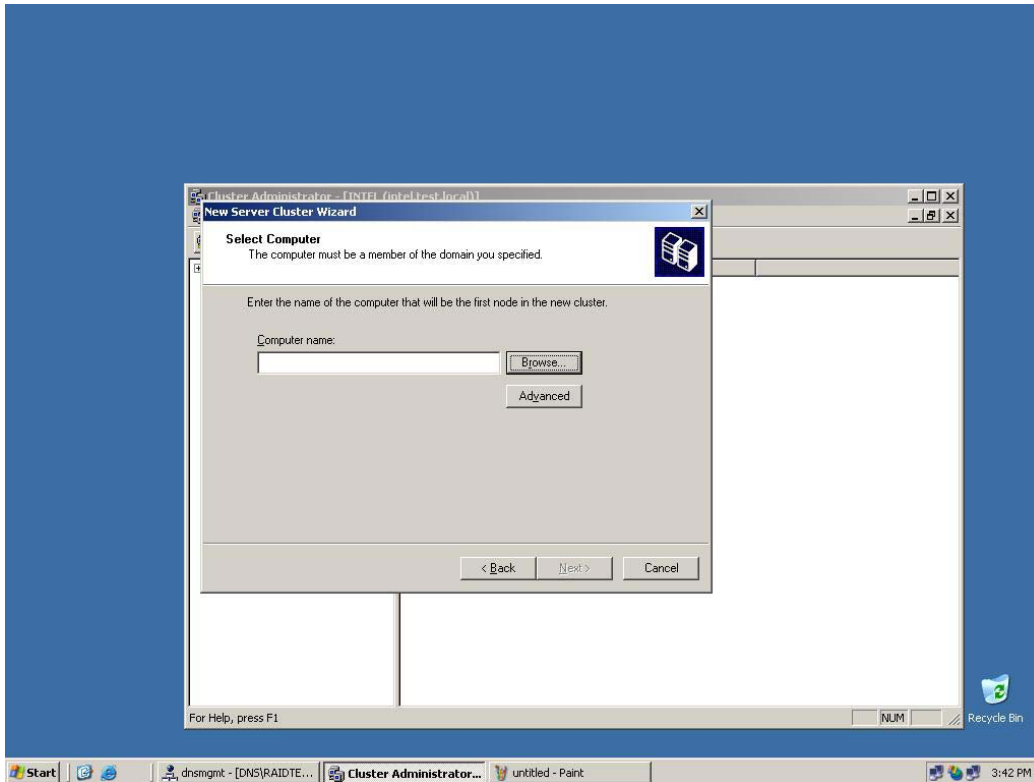 Cluster Administrator - [INTEL (intel.test.local)]
New Server Cluster Wizard
Select Computer
The computer must be a member of the domain you specified.
Enter the name of the computer that will be the first node in the new cluster.
Computer name:
Browse...
Advanced
< Back
Next >
Cancel
For Help, press F1
NUM
Recycle Bin
Start
dnsmgmt - [DNS\RAIDTE...
Cluster Administrator...
untitled - Paint
3:42 PM